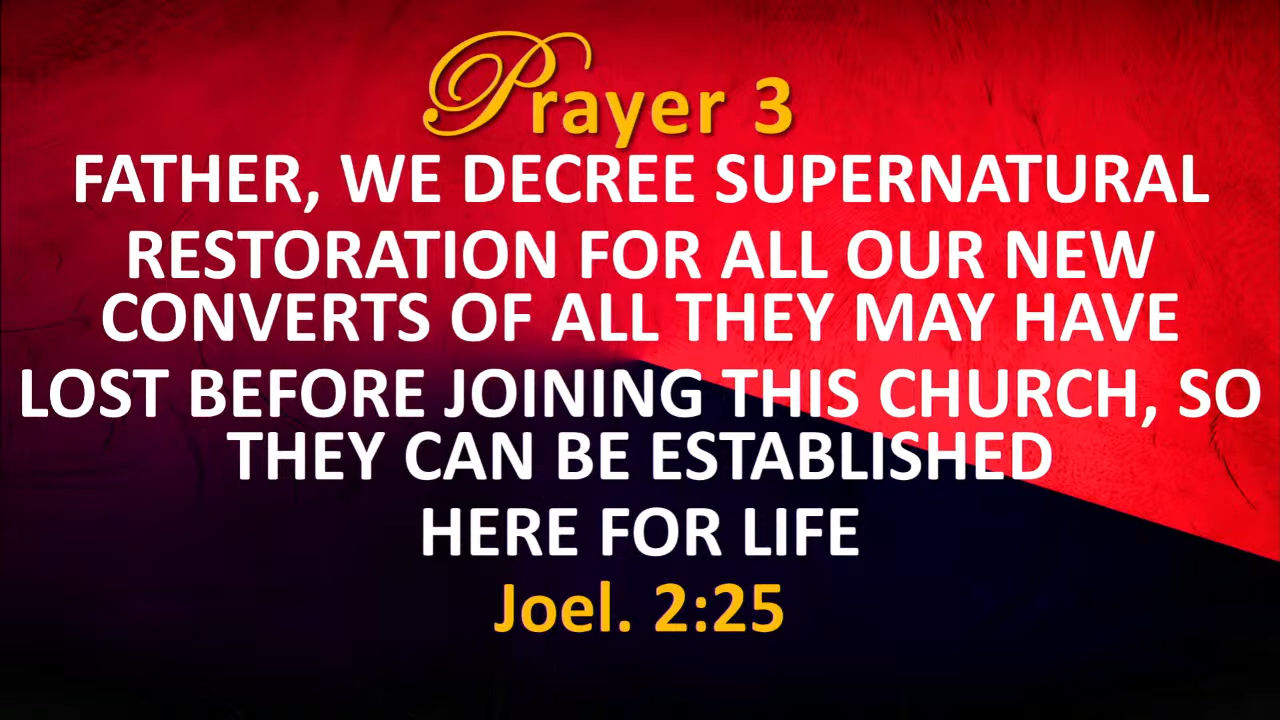 Prayer 3
FATHER, WE DECREE SUPERNATURAL
RESTORATION FOR ALL OUR NEW
CONVERTS OF ALL THEY MAY HAVE
LOST BEFORE JOINING THIS CHURCH, SO
THEY CAN BE ESTABLISHED
HERE FOR LIFE
Joel. 2:25